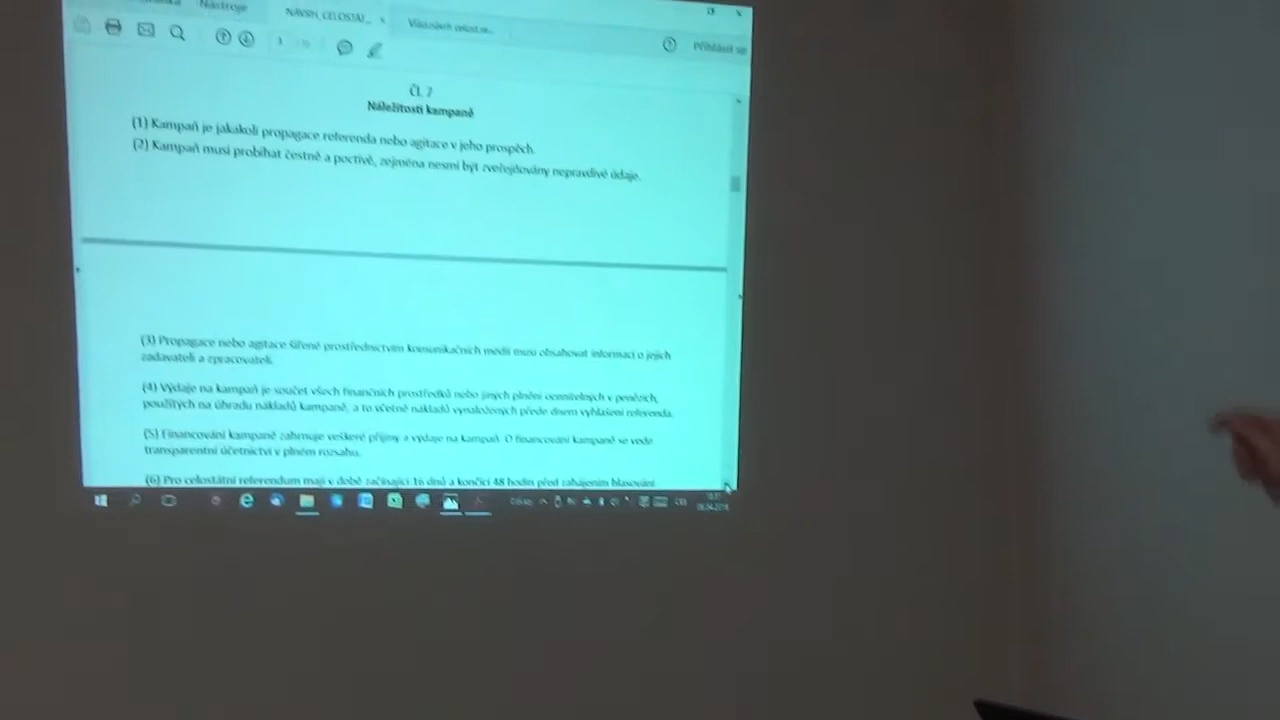 Nástroje
NAVRH_CELOSTAT...
Přihlásit se
Čl. 7
Náležitosti kampaně
(1) Kampaň je jakákoli propagace referenda nebo agitace v jeho prospěch.
(2) Kampaň musí probíhat čestně a poctivě, zejména nesmí být zveřejňovány nepravdivé údaje.
(3) Propagace nebo agitace šířené prostřednictvím komunikačních médií musí obsahovat informaci o jejich
zadavateli a zpracovateli.
(4) Výdaje na kampaň je součet všech finančních prostředků nebo jiných plnění ocenitelných v penězích,
použitých na úhradu nákladů kampaně, a to včetně nákladů vynaložených přede dnem vyhlášení referenda.
(5) Financování kampaně zahrnuje veškeré příjmy a výdaje na kampaň. O financování kampaně se vede
transparentní účetnictví v plném rozsahu.
(6) Pro celostátní referendum mají v době začínající 16 dnů a končící 48 hodin před zahájením hlasování